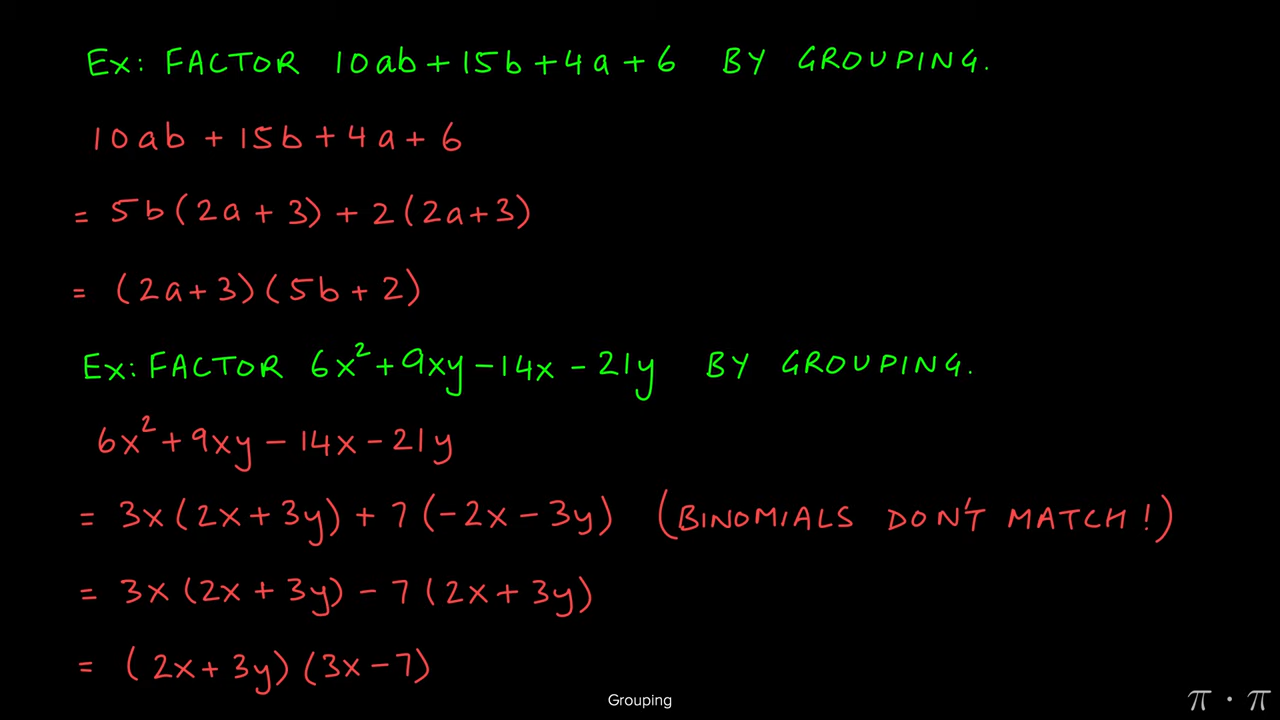 Ex: FACTOR 10ab + 15b + 4a + 6 BY GROUPING.
10ab + 15b + 4a + 6
= 5b(2a + 3) + 2(2a+3)
= (2a+3)(5b+2)
Ex: FACTOR 6x² + 9xy − 14x − 21y BY GROUPING.
6x² + 9xy − 14x − 21y
= 3x(2x + 3y) + 7(−2x − 3y) (BINOMIALS DON'T MATCH!)
= 3x(2x + 3y) − 7(2x + 3y)
= (2x + 3y)(3x − 7)
Grouping
π · π